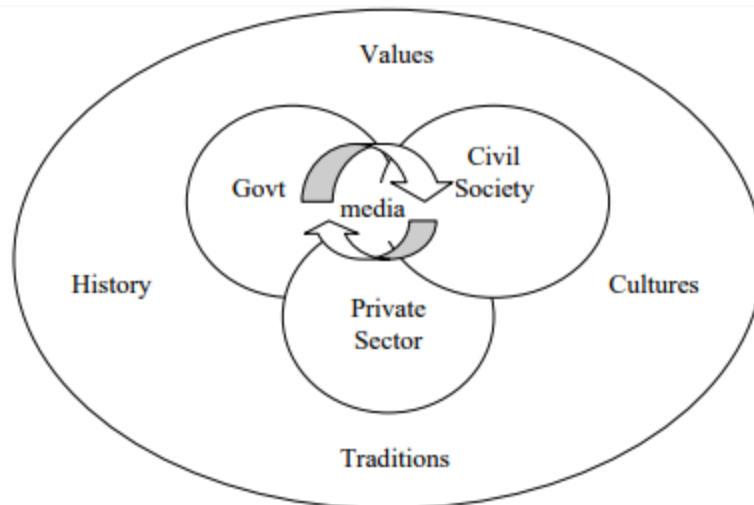 Values
Govt
Civil
Society
media
History
Cultures
Private
Sector
Traditions